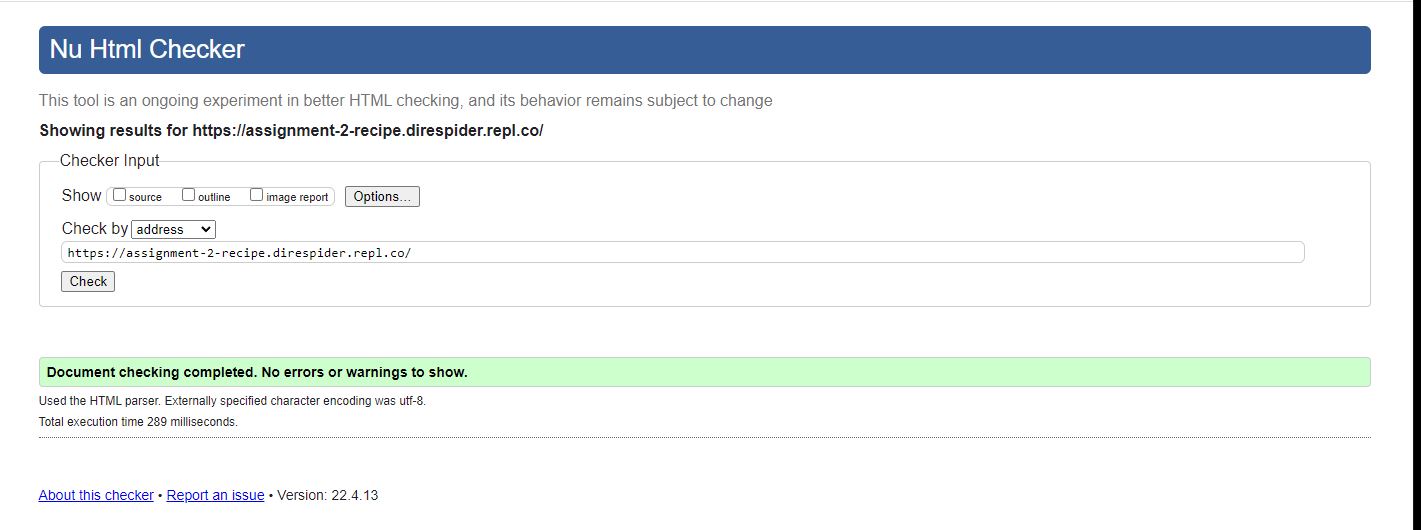 Nu Html Checker
This tool is an ongoing experiment in better HTML checking, and its behavior remains subject to change
Showing results for https://assignment-2-recipe.direspider.repl.co/
Checker Input
Show source outline image report Options...
Check by address
https://assignment-2-recipe.direspider.repl.co/
Check
Document checking completed. No errors or warnings to show.
Used the HTML parser. Externally specified character encoding was utf-8.
Total execution time 289 milliseconds.
About this checker • Report an issue • Version: 22.4.13